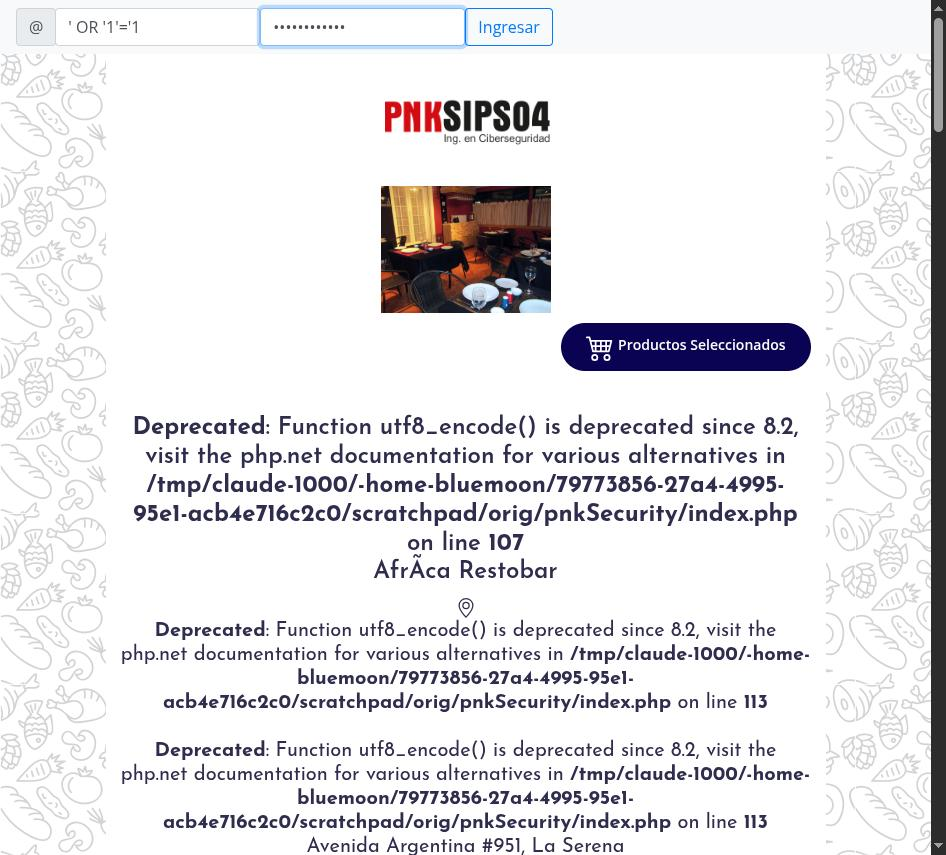 @ ' OR '1'='1 •••••••••••• Ingresar
PNKSIPS04
Ing. en Ciberseguridad
Productos Seleccionados
Deprecated: Function utf8_encode() is deprecated since 8.2,
visit the php.net documentation for various alternatives in
/tmp/claude-1000/-home-bluemoon/79773856-27a4-4995-
95e1-acb4e716c2c0/scratchpad/orig/pnkSecurity/index.php
on line 107
AfrÃca Restobar
Deprecated: Function utf8_encode() is deprecated since 8.2, visit the
php.net documentation for various alternatives in /tmp/claude-1000/-home-
bluemoon/79773856-27a4-4995-95e1-
acb4e716c2c0/scratchpad/orig/pnkSecurity/index.php on line 113
Deprecated: Function utf8_encode() is deprecated since 8.2, visit the
php.net documentation for various alternatives in /tmp/claude-1000/-home-
bluemoon/79773856-27a4-4995-95e1-
acb4e716c2c0/scratchpad/orig/pnkSecurity/index.php on line 113
Avenida Argentina #951, La Serena